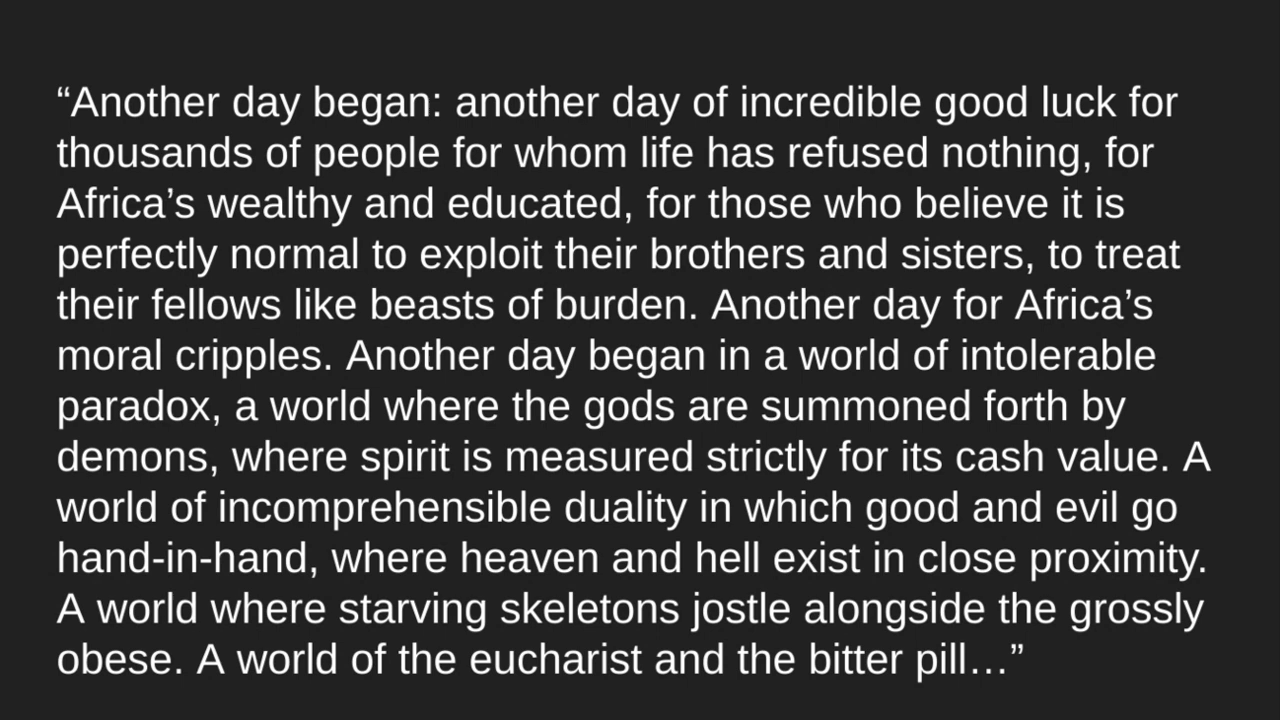 “Another day began: another day of incredible good luck for
thousands of people for whom life has refused nothing, for
Africa’s wealthy and educated, for those who believe it is
perfectly normal to exploit their brothers and sisters, to treat
their fellows like beasts of burden. Another day for Africa’s
moral cripples. Another day began in a world of intolerable
paradox, a world where the gods are summoned forth by
demons, where spirit is measured strictly for its cash value. A
world of incomprehensible duality in which good and evil go
hand-in-hand, where heaven and hell exist in close proximity.
A world where starving skeletons jostle alongside the grossly
obese. A world of the eucharist and the bitter pill…”